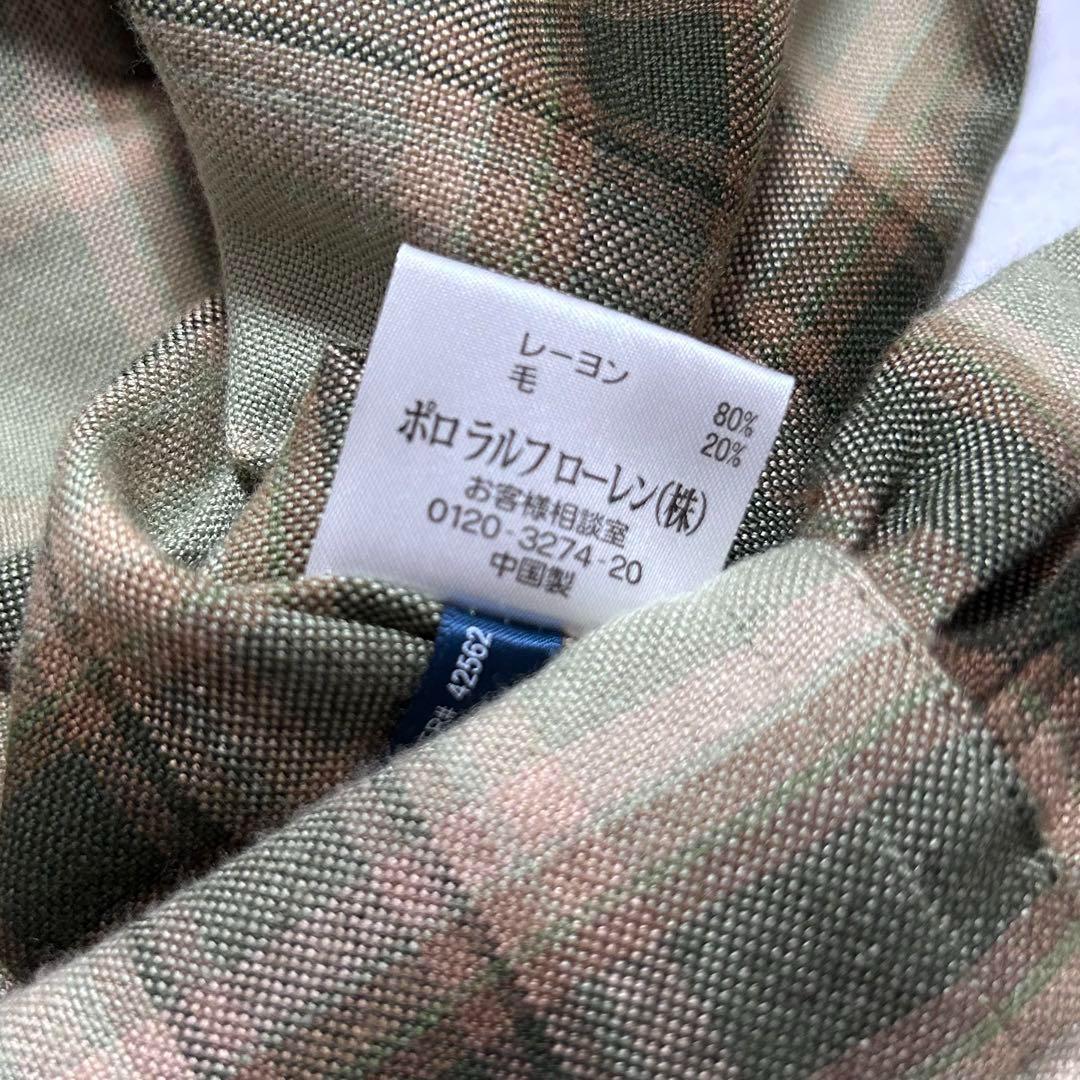 レーヨン 80%
毛 20%
ポロ ラルフ ローレン(株)
お客様相談室
0120-3274-20
中国製
42562